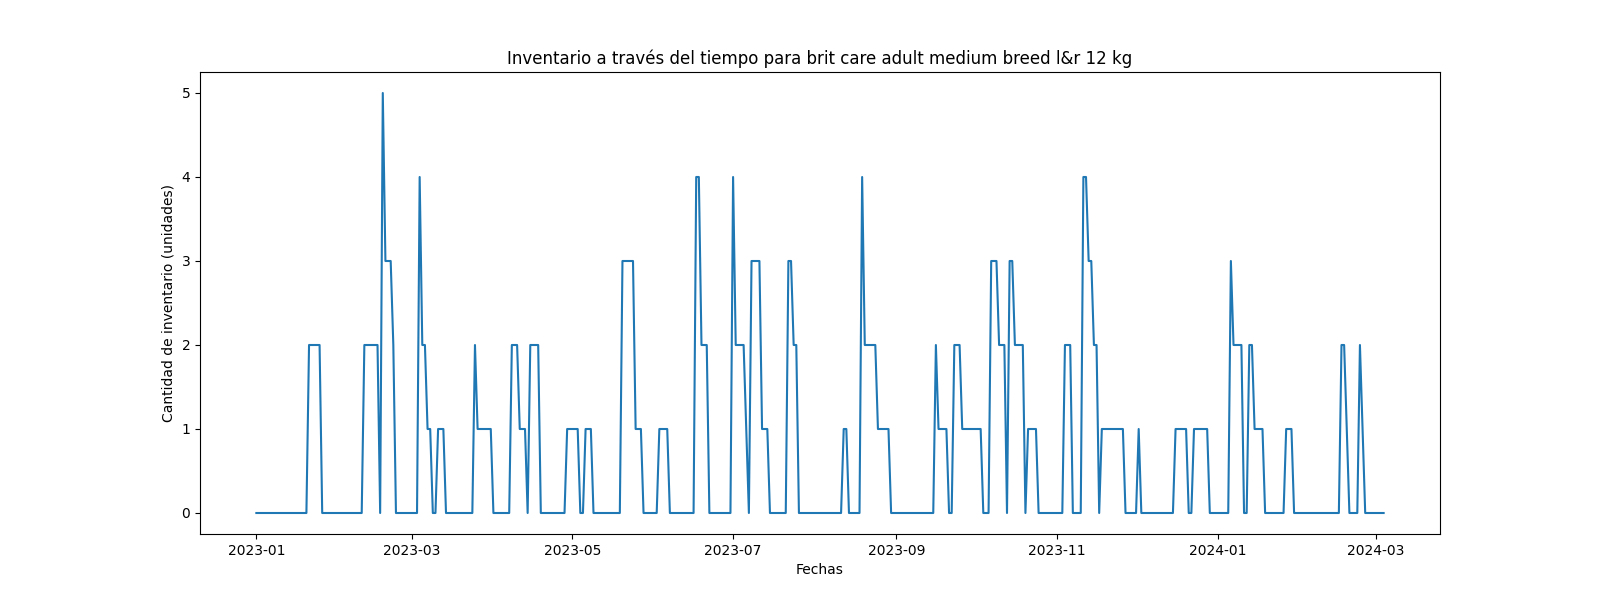 Inventario a través del tiempo para brit care adult medium breed l&r 12 kg
Cantidad de inventario (unidades)
5
4
3
2
1
0
2023-01 2023-03 2023-05 2023-07 2023-09 2023-11 2024-01 2024-03
Fechas